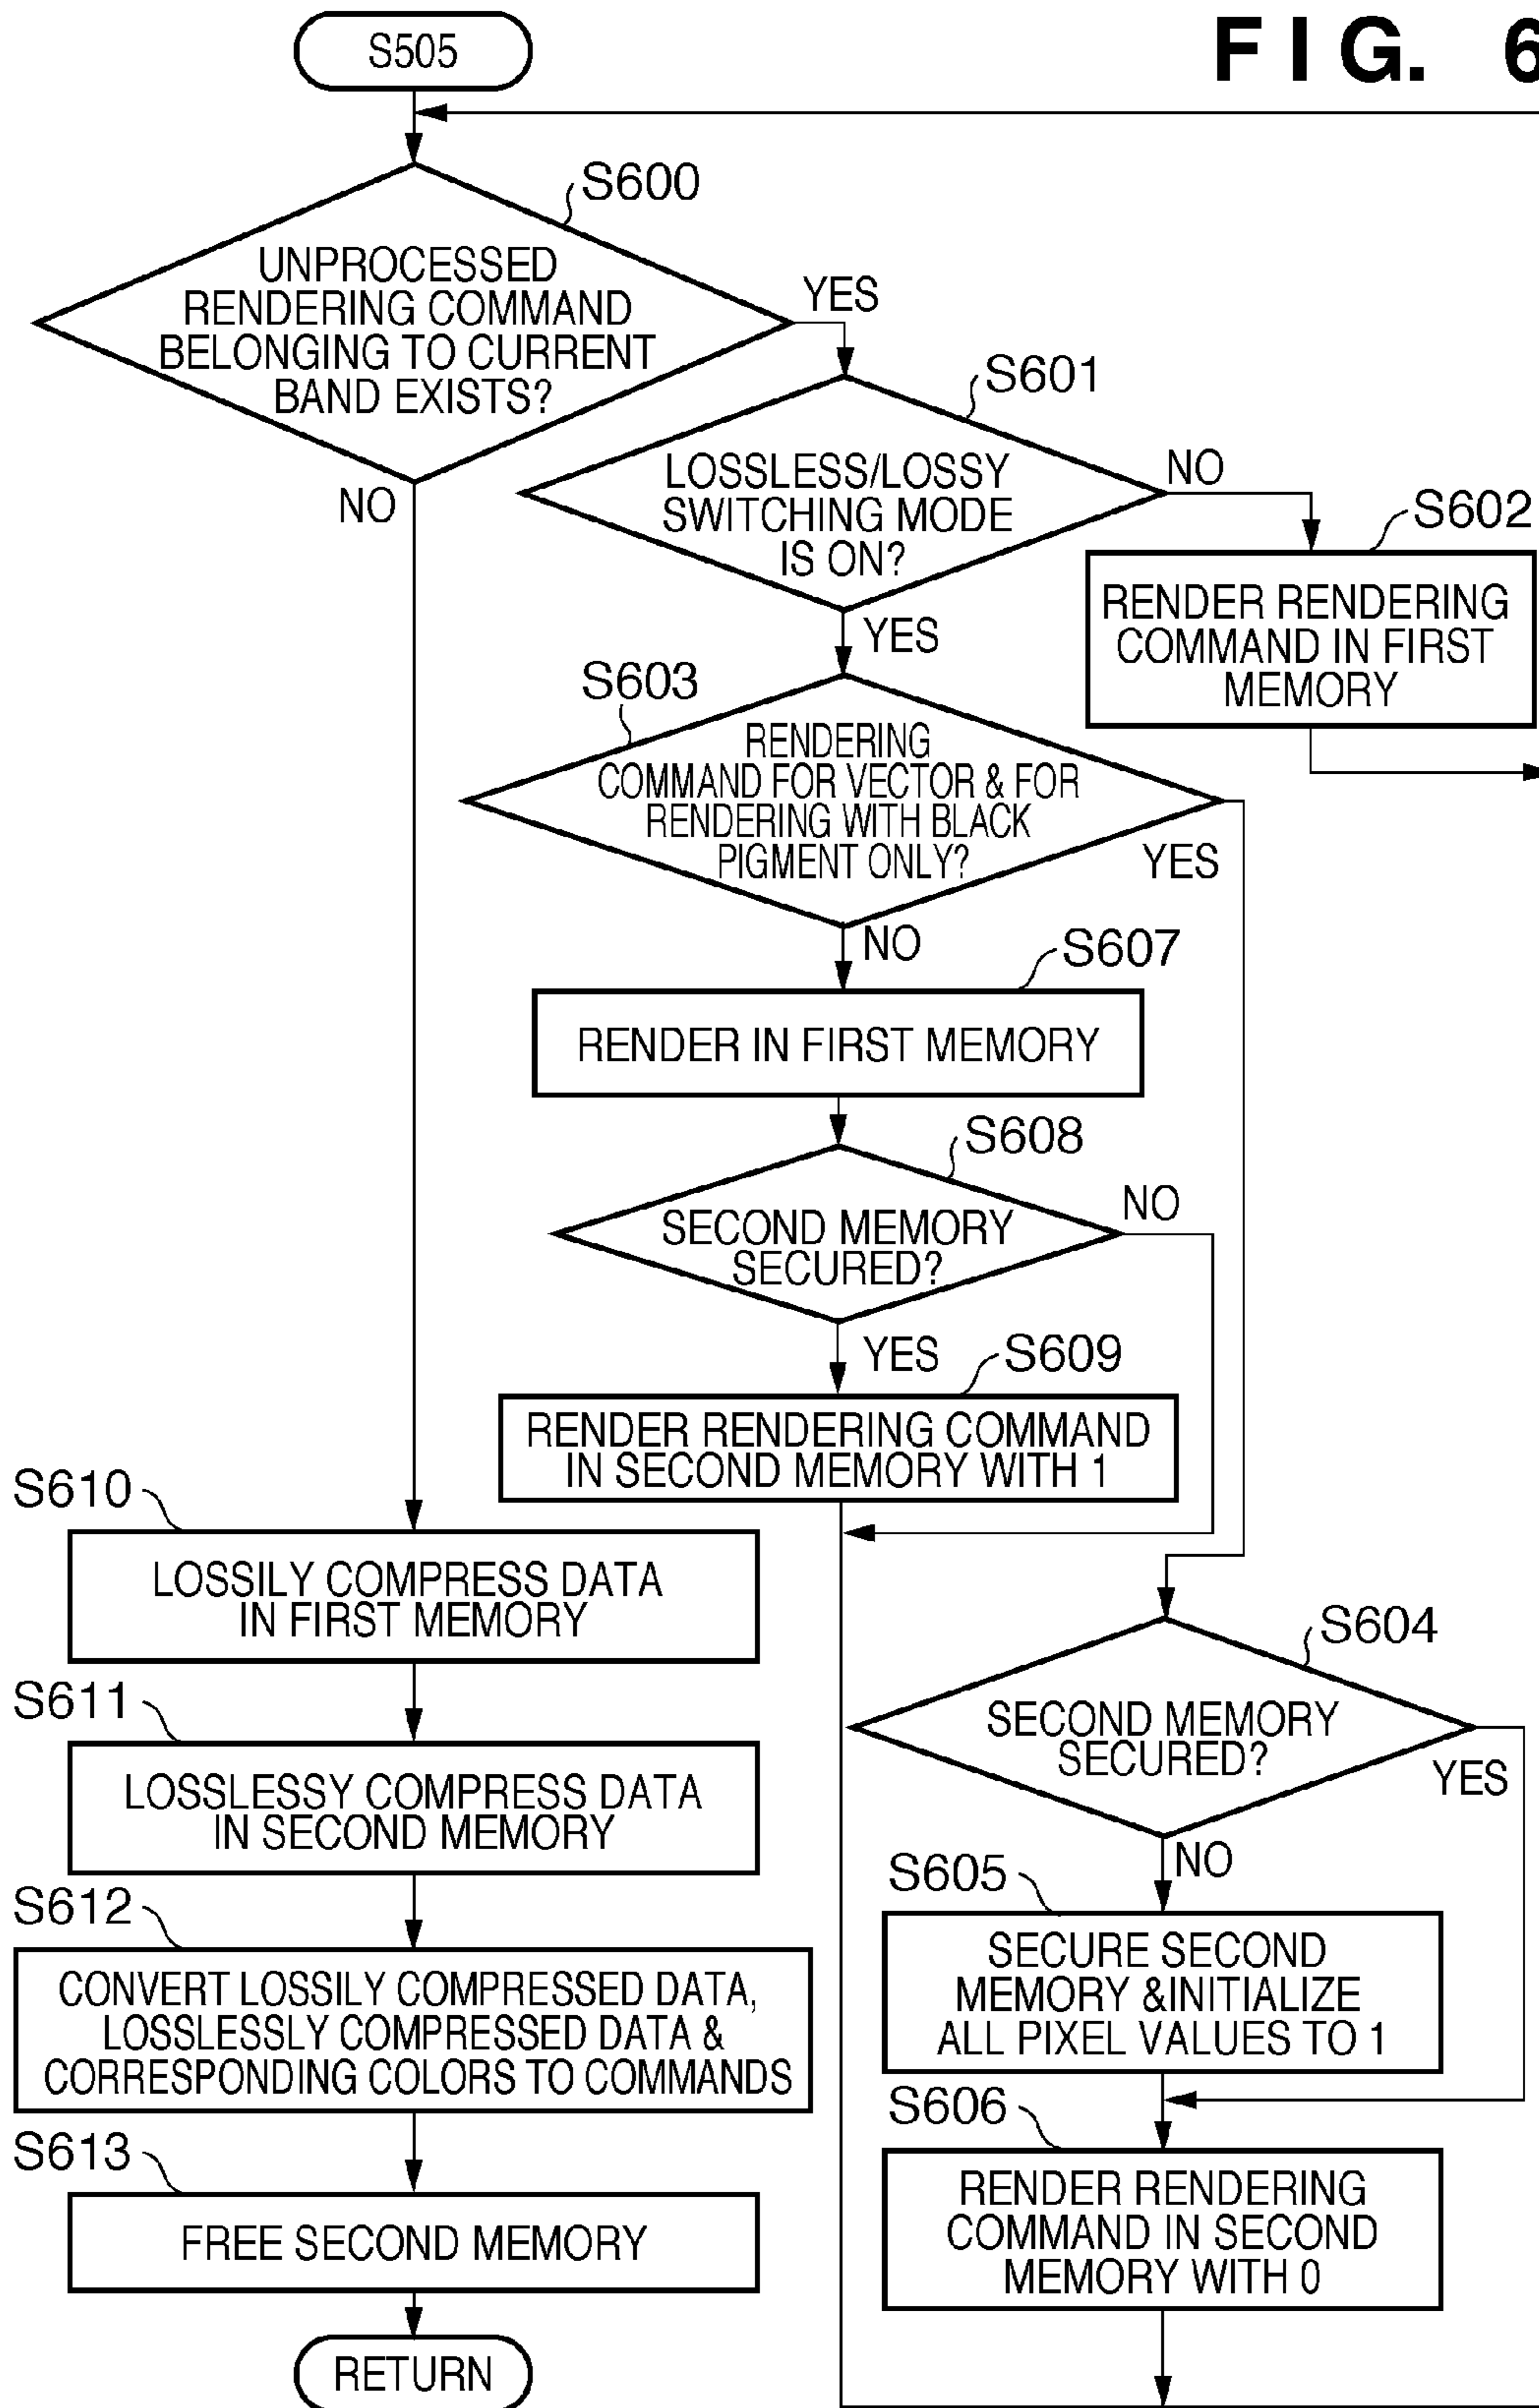 FIG. 6
S505
S600
UNPROCESSED
RENDERING COMMAND
BELONGING TO CURRENT
BAND EXISTS?
YES
NO
S601
LOSSLESS/LOSSY
SWITCHING MODE
IS ON?
NO
YES
S602
RENDER RENDERING
COMMAND IN FIRST
MEMORY
S603
RENDERING
COMMAND FOR VECTOR & FOR
RENDERING WITH BLACK
PIGMENT ONLY?
YES
NO
S607
RENDER IN FIRST MEMORY
S608
SECOND MEMORY
SECURED?
NO
YES
S609
RENDER RENDERING COMMAND
IN SECOND MEMORY WITH 1
S610
LOSSILY COMPRESS DATA
IN FIRST MEMORY
S611
LOSSLESSY COMPRESS DATA
IN SECOND MEMORY
S612
CONVERT LOSSILY COMPRESSED DATA,
LOSSLESSLY COMPRESSED DATA &
CORRESPONDING COLORS TO COMMANDS
S613
FREE SECOND MEMORY
RETURN
S604
SECOND MEMORY
SECURED?
YES
NO
S605
SECURE SECOND
MEMORY &INITIALIZE
ALL PIXEL VALUES TO 1
S606
RENDER RENDERING
COMMAND IN SECOND
MEMORY WITH 0